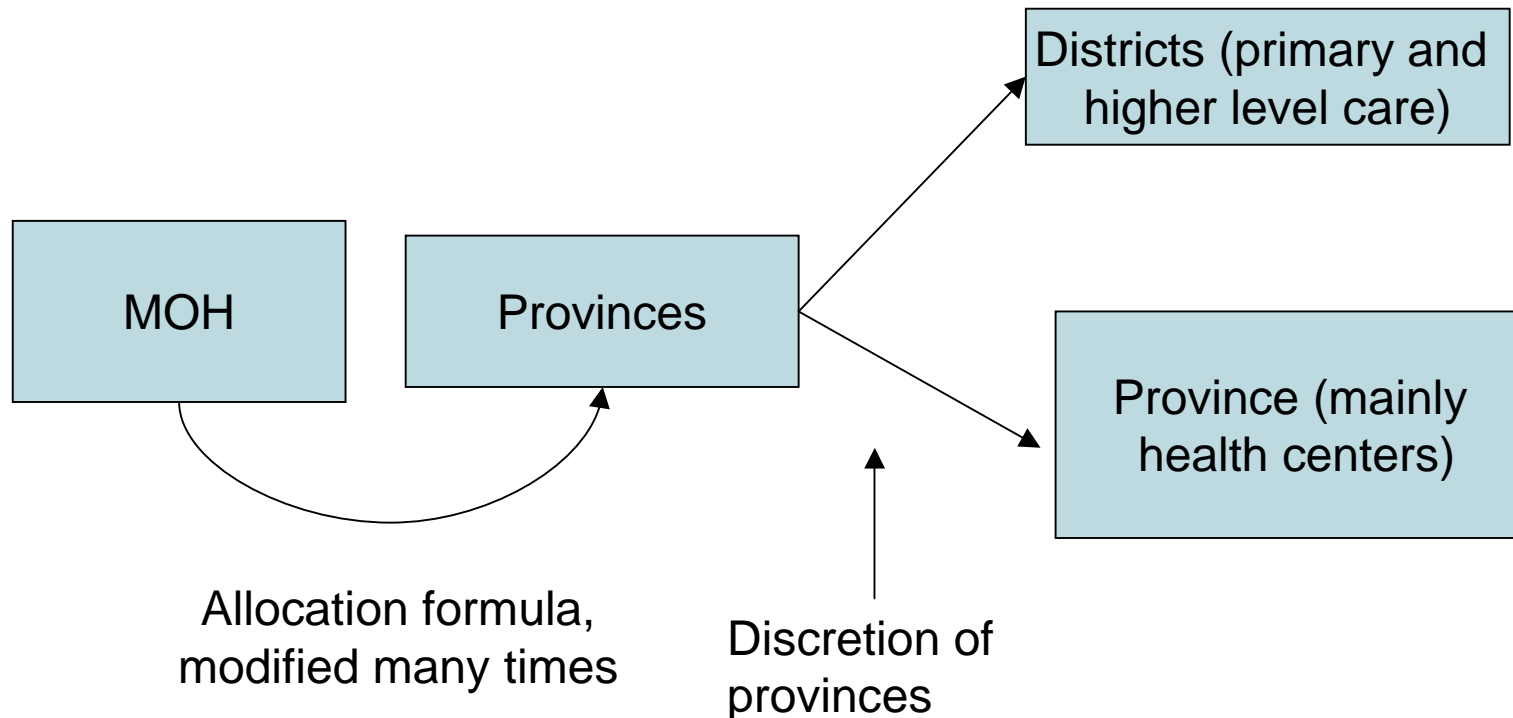 Districts (primary and
higher level care)
MOH
Provinces
Province (mainly
health centers)
Allocation formula,
modified many times
Discretion of
provinces